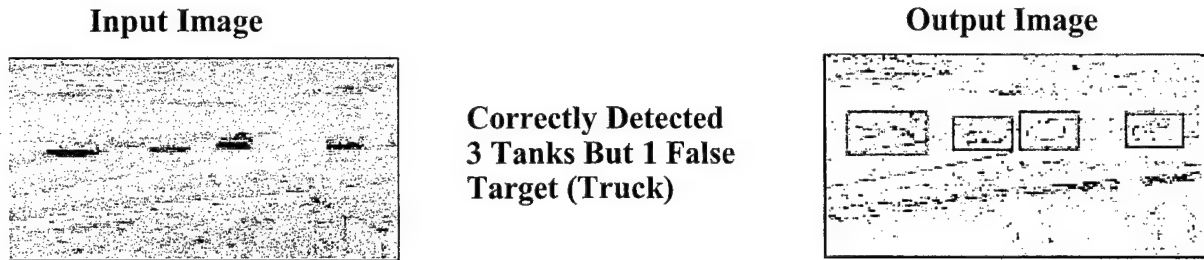 Input Image
Output Image
Correctly Detected
3 Tanks But 1 False
Target (Truck)